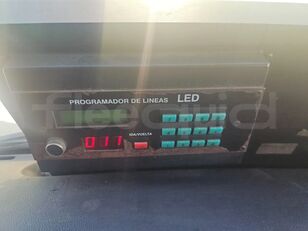 PROGRAMADOR DE LINEAS LED
IDA/VUELTA
011